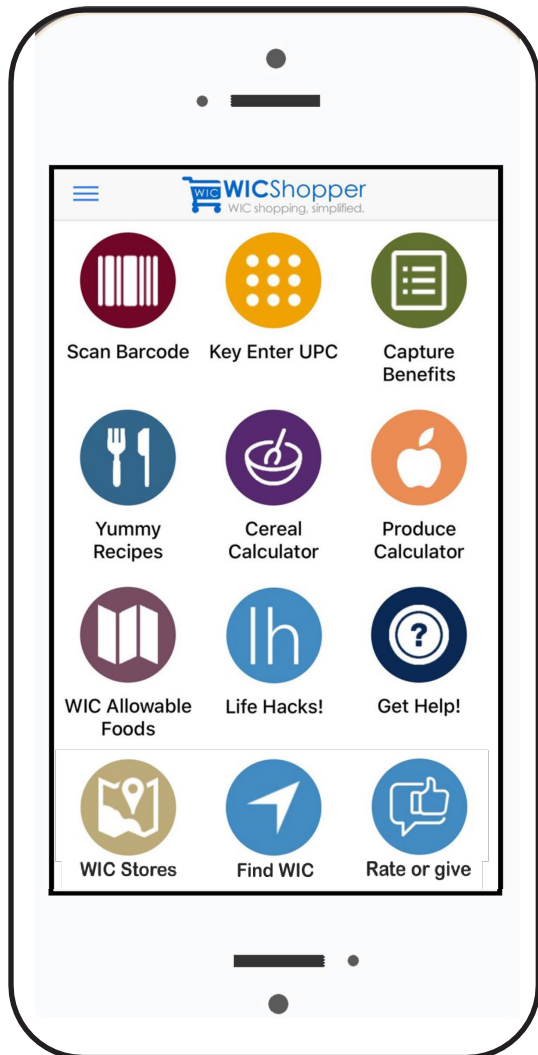 WIC WICShopper
WIC shopping, simplified.
Scan Barcode Key Enter UPC Capture
Benefits
Yummy
Recipes
Cereal
Calculator
Produce
Calculator
WIC Allowable
Foods
lh
Life Hacks!
?
Get Help!
WIC Stores Find WIC Rate or give